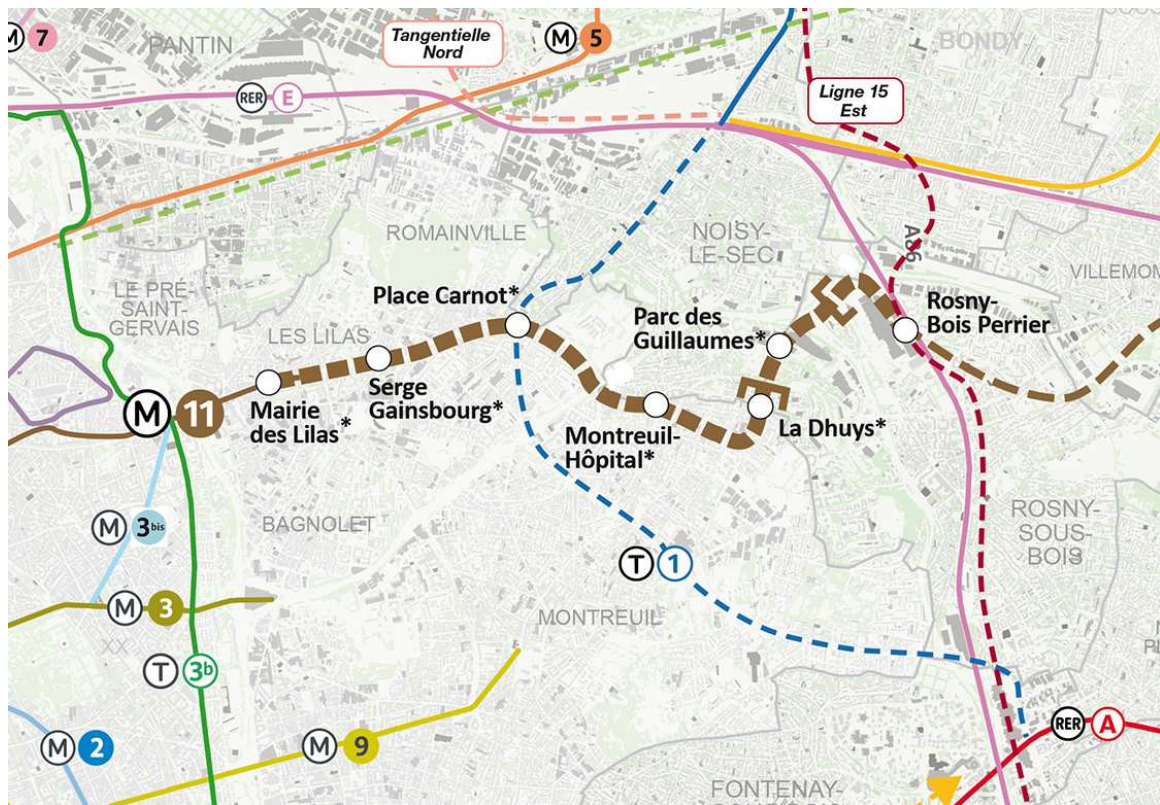 M 7
PANTIN
Tangentielle
Nord
M 5
BONDY
RER E
Ligne 15
Est
ROMAINVILLE
NOISY-
LE-SEC
A86
VILLEMOM
LE PRÉ-
SAINT-
GERVAIS
Place Carnot*
LES LILAS
Parc des
Guillaumes*
Rosny-
Bois Perrier
M 11
Mairie
des Lilas*
Serge
Gainsbourg*
Montreuil-
Hôpital*
La Dhuys*
M 3bis
BAGNOLET
ROSNY-
SOUS-
BOIS
T 1
M 3
MONTREUIL
XX
T 3b
M 2
M 9
RER A
FONTENAY-